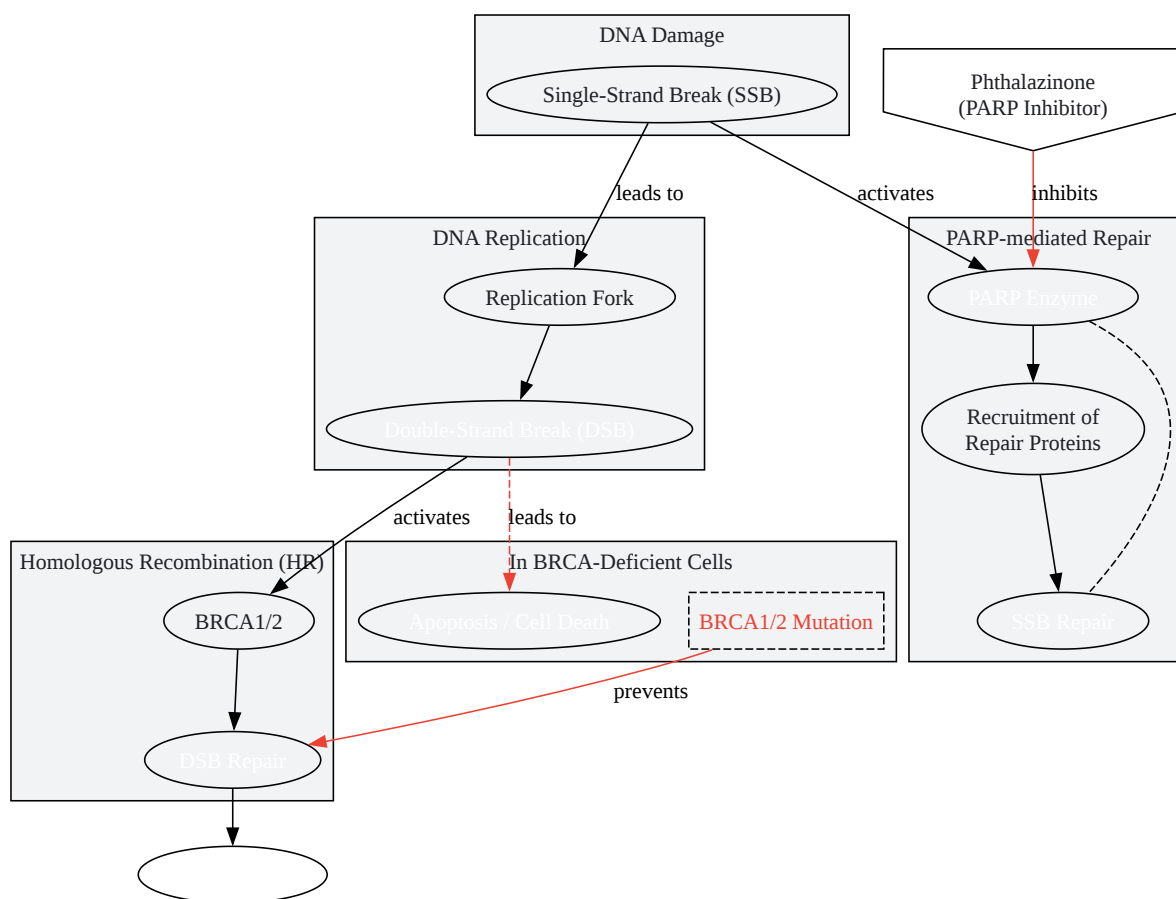 DNA Damage
Single-Strand Break (SSB)
Phthalazinone
(PARP Inhibitor)
leads to
activates
inhibits
DNA Replication
PARP-mediated Repair
Replication Fork
PARP Enzyme
Double-Strand Break (DSB)
Recruitment of
Repair Proteins
activates
leads to
Homologous Recombination (HR)
In BRCA-Deficient Cells
BRCA1/2
Apoptosis / Cell Death
BRCA1/2 Mutation
SSB Repair
prevents
DSB Repair